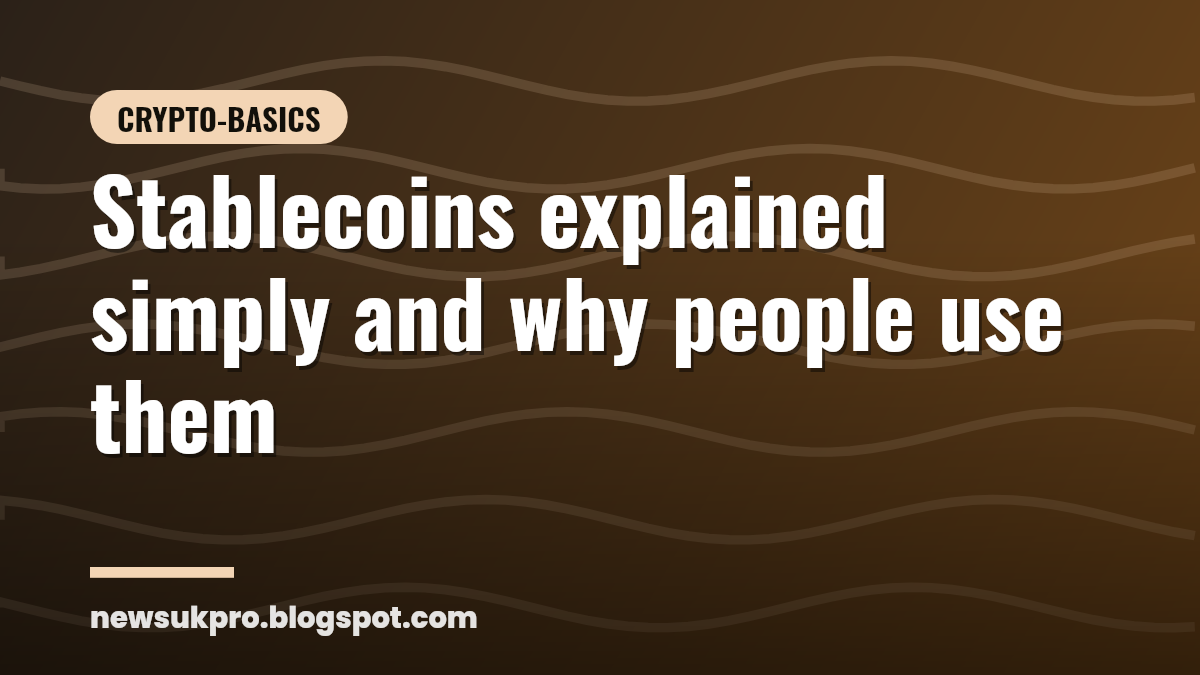 CRYPTO-BASICS
Stablecoins explained
simply and why people use
them
newsukpro.blogspot.com